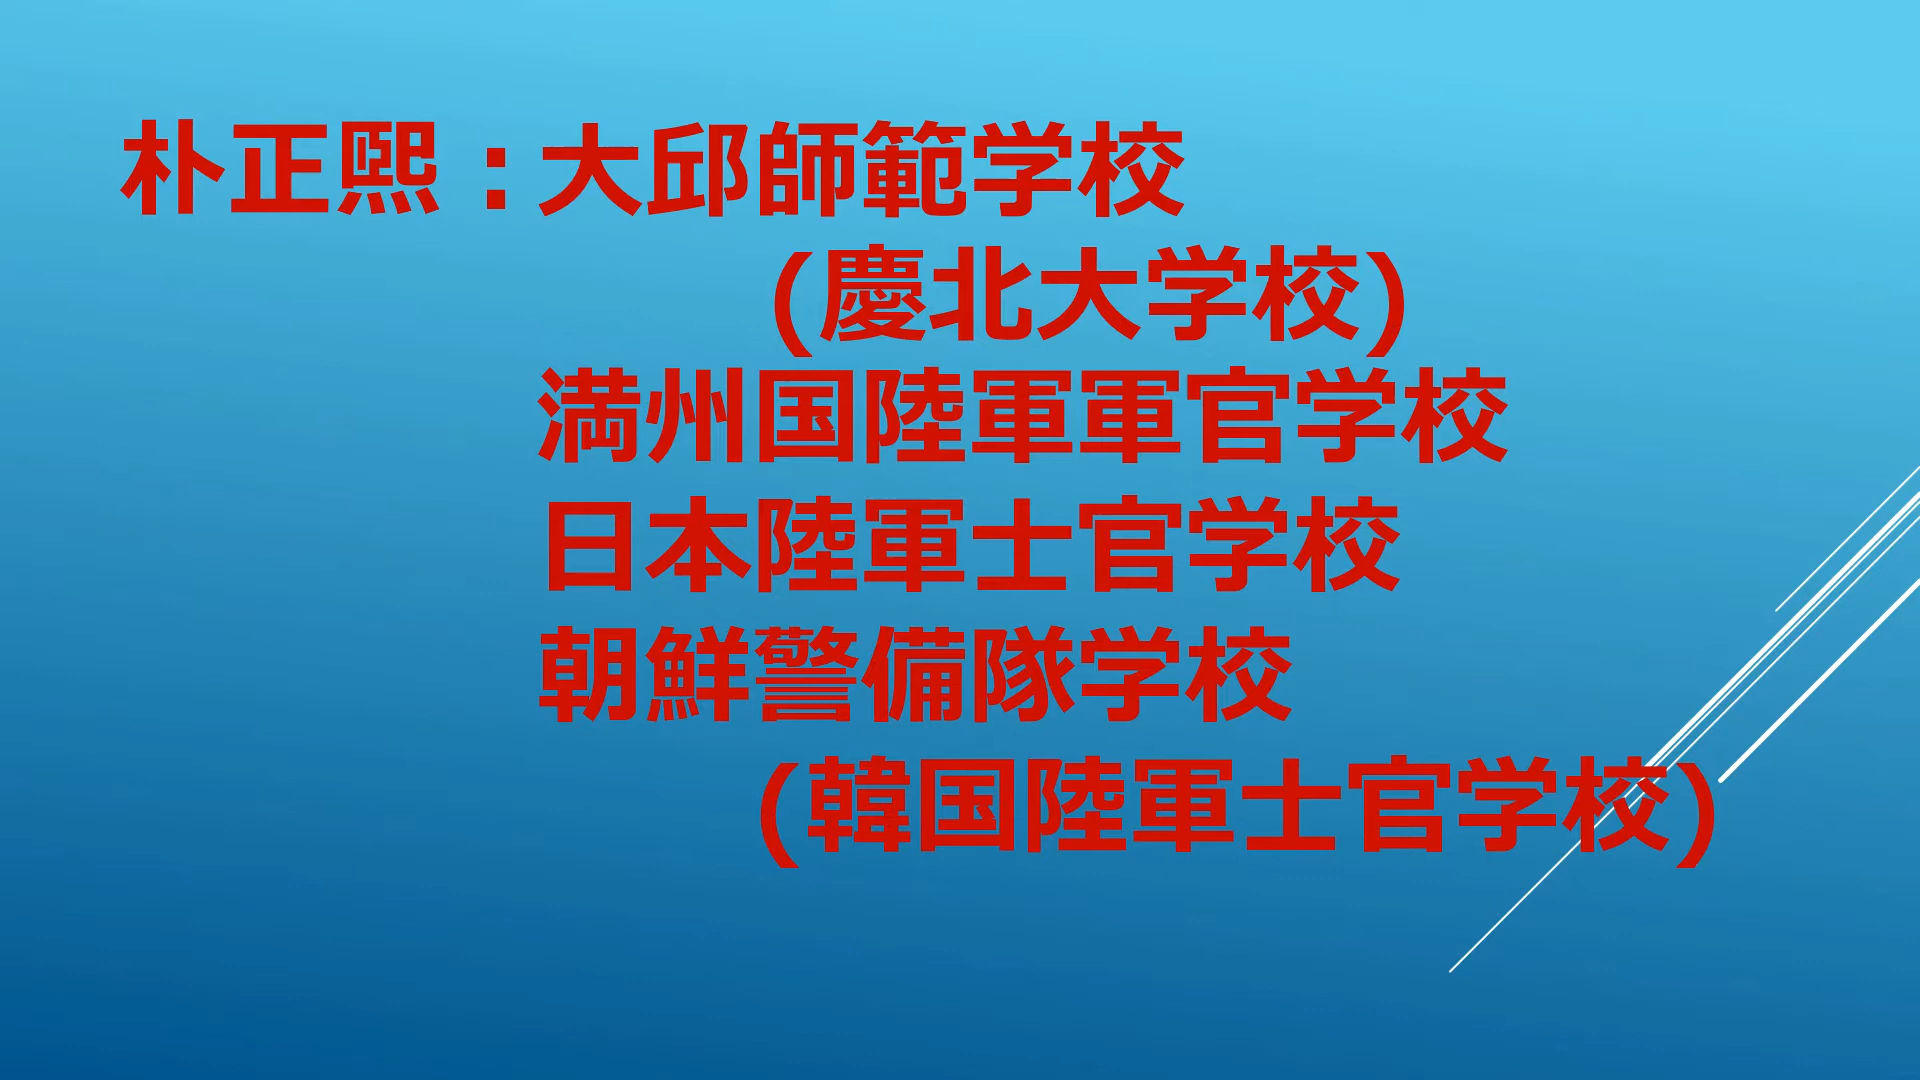 朴正熙：大邱師範学校
(慶北大学校)
満州国陸軍軍官学校
日本陸軍士官学校
朝鮮警備隊学校
(韓国陸軍士官学校)